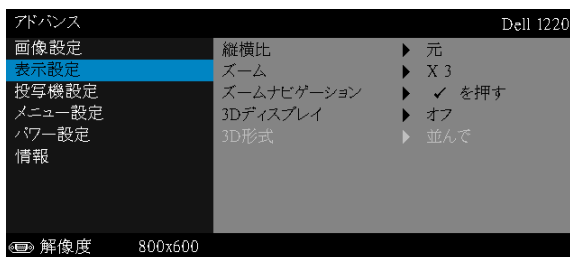 アドバンス Dell 1220
画像設定
表示設定
投写機設定
メニュー設定
パワー設定
情報
縦横比 元
ズーム X 3
ズームナビゲーション ✓ を押す
3Dディスプレイ オフ
3D形式 並んで
解像度 800x600